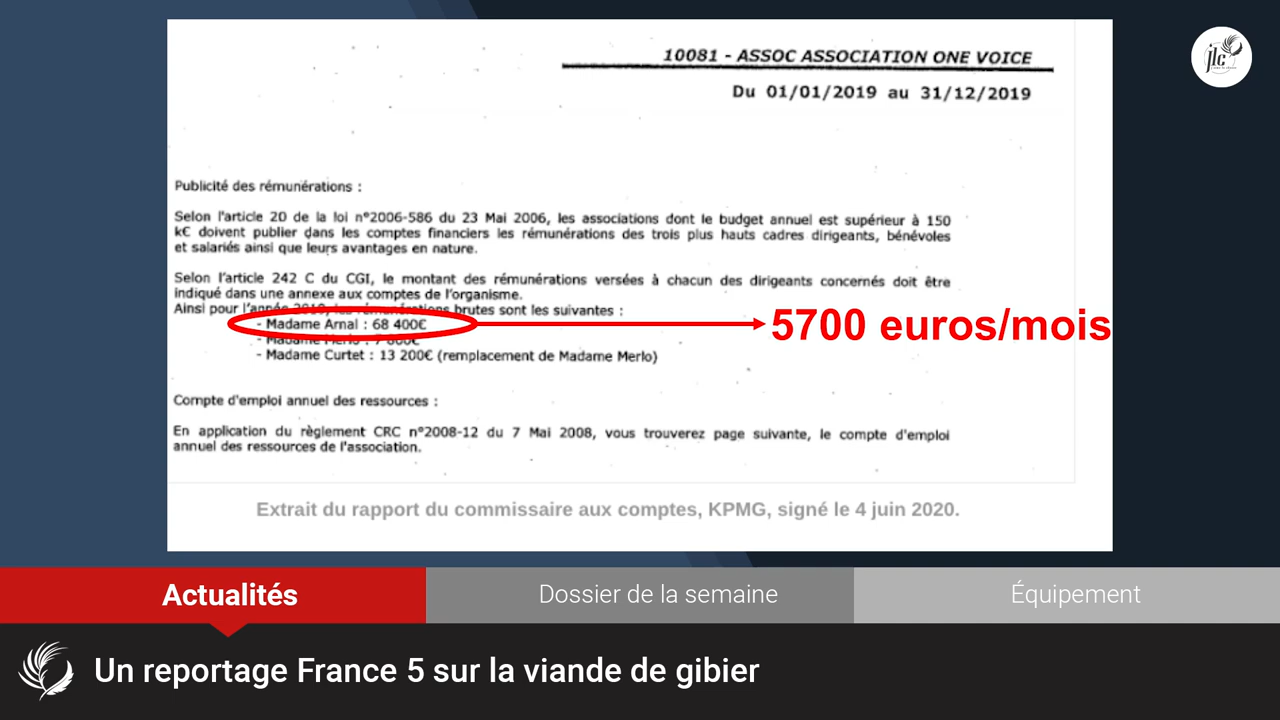 10081 - ASSOC ASSOCIATION ONE VOICE
Du 01/01/2019 au 31/12/2019
Publicité des rémunérations :
Selon l'article 20 de la loi n°2006-586 du 23 Mai 2006, les associations dont le budget annuel est supérieur à 150
k€ doivent publier dans les comptes financiers les rémunérations des trois plus hauts cadres dirigeants, bénévoles
et salariés ainsi que leurs avantages en nature.
Selon l'article 242 C du CGI, le montant des rémunérations versées à chacun des dirigeants concernés doit être
indiqué dans une annexe aux comptes de l'organisme.
Ainsi pour l'année 2019, les rémunérations brutes sont les suivantes :
- Madame Arnal : 68 400€
5700 euros/mois
- Madame Merlo :
- Madame Curtet : 13 200€ (remplacement de Madame Merlo)
Compte d'emploi annuel des ressources :
En application du règlement CRC n°2008-12 du 7 Mai 2008, vous trouverez page suivante, le compte d'emploi
annuel des ressources de l'association.
Extrait du rapport du commissaire aux comptes, KPMG, signé le 4 juin 2020.
jlc
Actualités
Dossier de la semaine
Équipement
Un reportage France 5 sur la viande de gibier